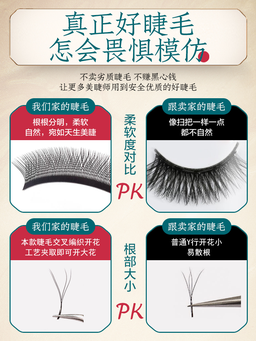 真正好睫毛
怎会畏惧模仿
不卖劣质睫毛 不赚黑心钱
让更多美睫师用到安全优质的好睫毛
我们家的睫毛
根根分明，柔软
自然，宛如天生美睫
柔软度对比
PK
跟卖家的睫毛
像扫把一样一点
都不自然
我们家的睫毛
本款睫毛交叉编织开花
工艺夹取即可开大花
根部大小
PK
跟卖家的睫毛
普通Y行开花小
易散根